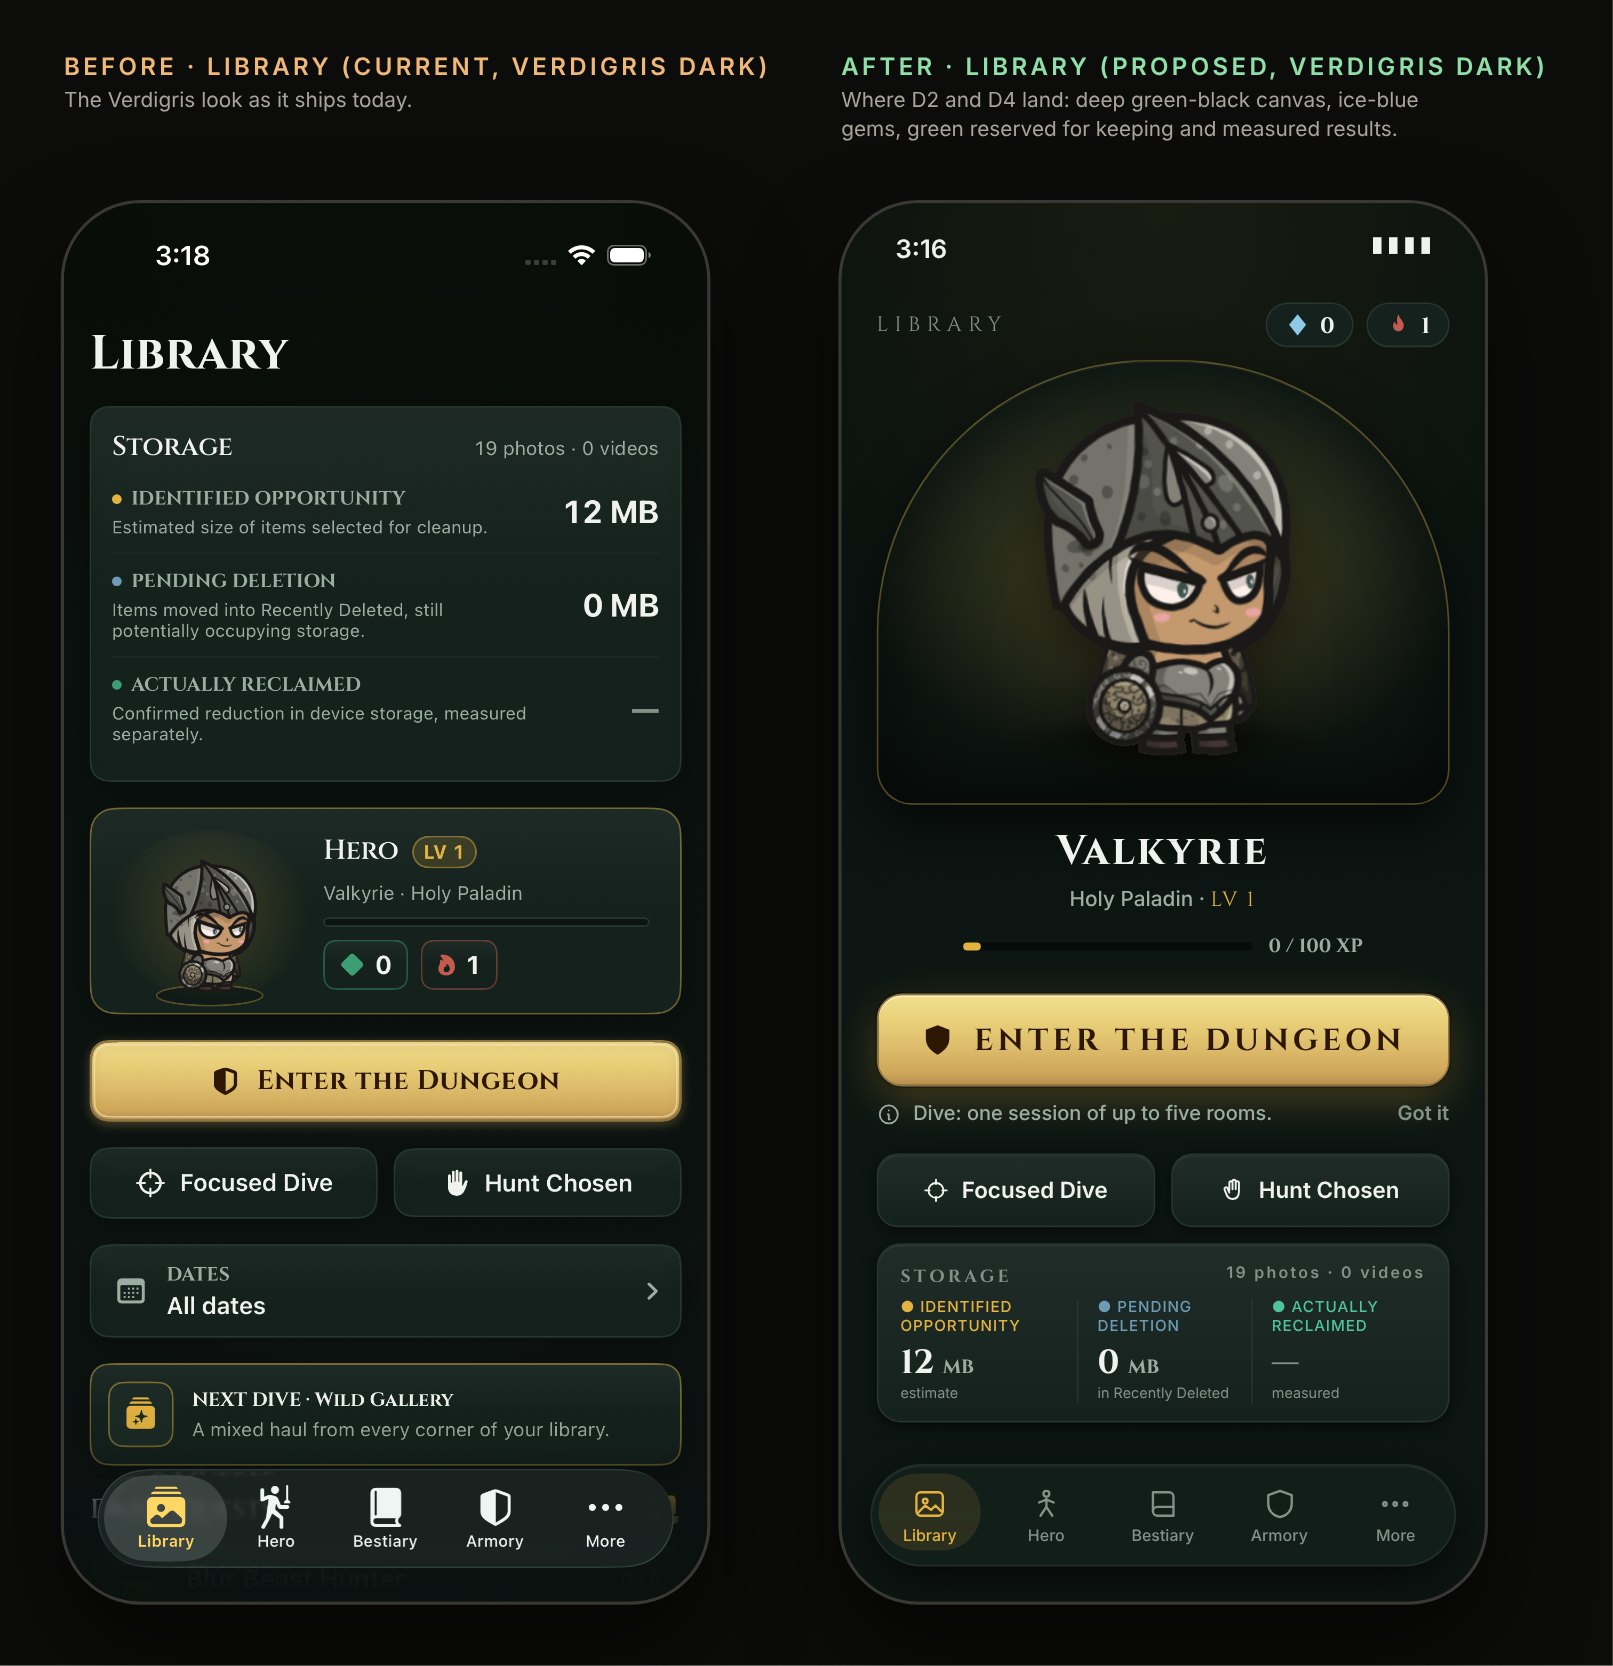 BEFORE · LIBRARY (CURRENT, VERDIGRIS DARK)
The Verdigris look as it ships today.
3:18
LIBRARY
STORAGE
19 photos · 0 videos
IDENTIFIED OPPORTUNITY
Estimated size of items selected for cleanup.
12 MB
PENDING DELETION
Items moved into Recently Deleted, still
potentially occupying storage.
0 MB
ACTUALLY RECLAIMED
Confirmed reduction in device storage, measured
separately.
—
HERO
LV 1
Valkyrie · Holy Paladin
0
1
ENTER THE DUNGEON
Focused Dive
Hunt Chosen
DATES
All dates
NEXT DIVE · WILD GALLERY
A mixed haul from every corner of your library.
Library
Hero
Bestiary
Armory
More
Blur Beast Hunter
AFTER · LIBRARY (PROPOSED, VERDIGRIS DARK)
Where D2 and D4 land: deep green-black canvas, ice-blue
gems, green reserved for keeping and measured results.
3:16
LIBRARY
0
1
VALKYRIE
Holy Paladin · LV 1
0 / 100 XP
ENTER THE DUNGEON
Dive: one session of up to five rooms.
Got it
Focused Dive
Hunt Chosen
STORAGE
19 photos · 0 videos
IDENTIFIED
OPPORTUNITY
12 MB
estimate
PENDING
DELETION
0 MB
in Recently Deleted
ACTUALLY
RECLAIMED
—
measured
Library
Hero
Bestiary
Armory
More